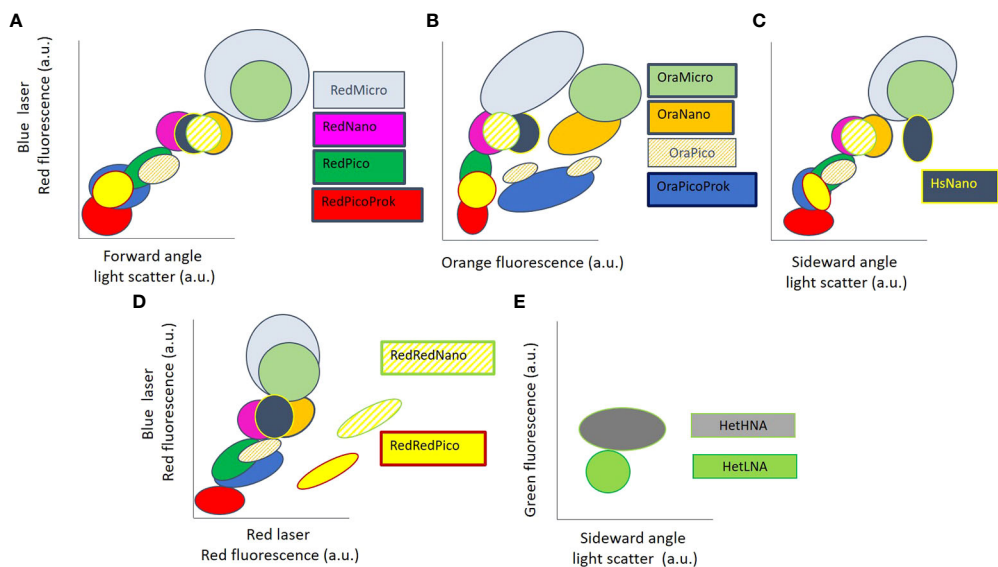 A
Blue laser
Red fluorescence (a.u.)
Forward angle
light scatter (a.u.)
RedMicro
RedNano
RedPico
RedPicoProk
B
Orange fluorescence (a.u.)
OraMicro
OraNano
OraPico
OraPicoProk
C
HsNano
Sideward angle
light scatter (a.u.)
D
Blue laser
Red fluorescence (a.u.)
Red laser
Red fluorescence (a.u.)
RedRedNano
RedRedPico
E
Green fluorescence (a.u.)
Sideward angle
light scatter (a.u.)
HetHNA
HetLNA